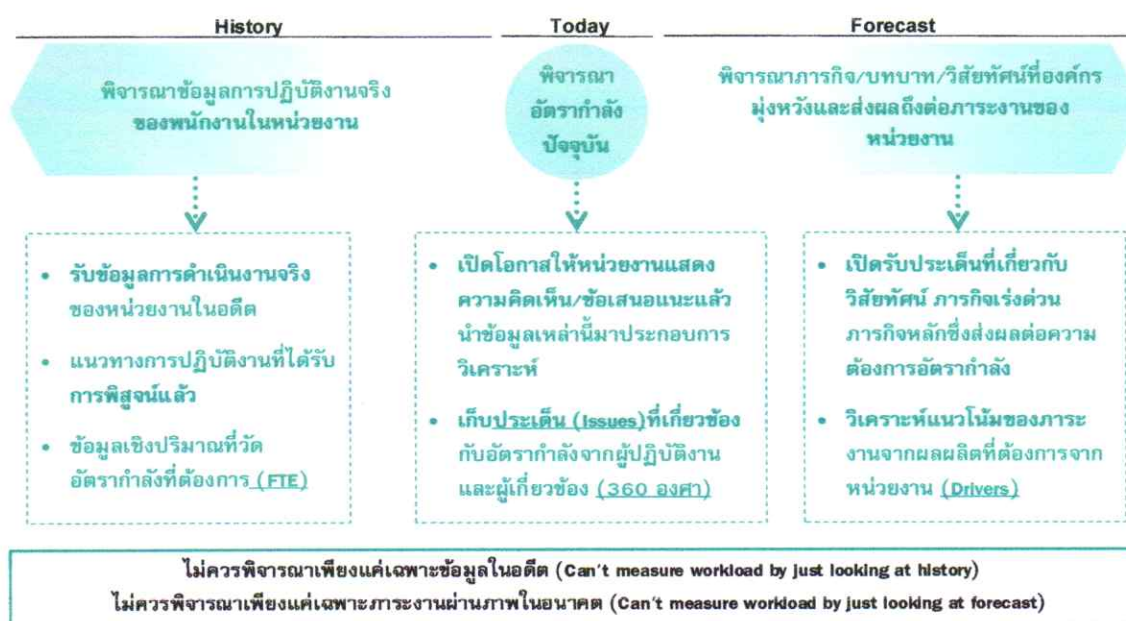 History
Today
Forecast
พิจารณาข้อมูลการปฏิบัติงานจริง
ของพนักงานในหน่วยงาน
พิจารณา
อัตรากำลัง
ปัจจุบัน
พิจารณาภารกิจ/บทบาท/วิสัยทัศน์ที่องค์กร
มุ่งหวังและส่งผลถึงต่อภาระงานของ
หน่วยงาน
• รับข้อมูลการดำเนินงานจริง
ของหน่วยงานในอดีต
• แนวทางการปฏิบัติงานที่ได้รับ
การพิสูจน์แล้ว
• ข้อมูลเชิงปริมาณที่วัด
อัตรากำลังที่ต้องการ (FTE)
• เปิดโอกาสให้หน่วยงานแสดง
ความคิดเห็น/ข้อเสนอแนะแล้ว
นำข้อมูลเหล่านี้มาประกอบการ
วิเคราะห์
• เก็บประเด็น (Issues)ที่เกี่ยวข้อง
กับอัตรากำลังจากผู้ปฏิบัติงาน
และผู้เกี่ยวข้อง (360 องศา)
• เปิดรับประเด็นที่เกี่ยวกับ
วิสัยทัศน์ ภารกิจเร่งด่วน
ภารกิจหลักซึ่งส่งผลต่อความ
ต้องการอัตรากำลัง
• วิเคราะห์แนวโน้มของภาระ
งานจากผลผลิตที่ต้องการจาก
หน่วยงาน (Drivers)
ไม่ควรพิจารณาเพียงแค่เฉพาะข้อมูลในอดีต (Can't measure workload by just looking at history)
ไม่ควรพิจารณาเพียงแค่เฉพาะภาระงานผ่านภาพในอนาคต (Can't measure workload by just looking at forecast)